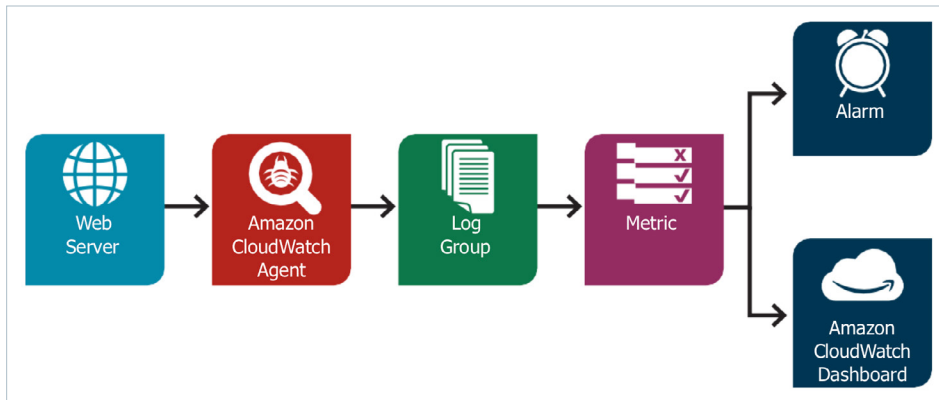 Web
Server
Amazon
CloudWatch
Agent
Log
Group
Metric
Alarm
Amazon
CloudWatch
Dashboard